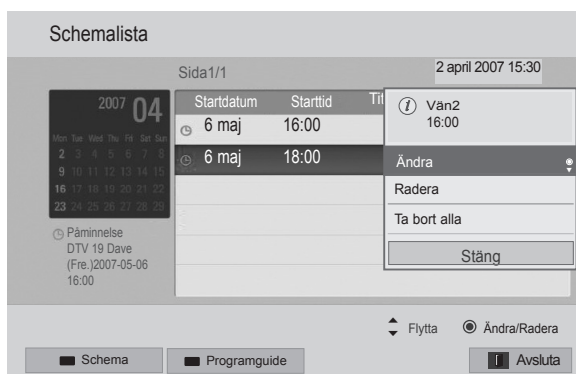 Schemalista
Sida1/1
2 april 2007 15:30
2007 04
Mon Tue Wed Thu Fri Sat Sun
2 3 4 5 6 7 8
9 10 11 12 13 14 15
16 17 18 19 20 21 22
23 24 25 26 27 28 29
Påminnelse
DTV 19 Dave
(Fre.)2007-05-06
16:00
Startdatum Starttid Tit
6 maj 16:00
6 maj 18:00
Vän2
16:00
Ändra
Radera
Ta bort alla
Stäng
Flytta Ändra/Radera
Schema Programguide Avsluta